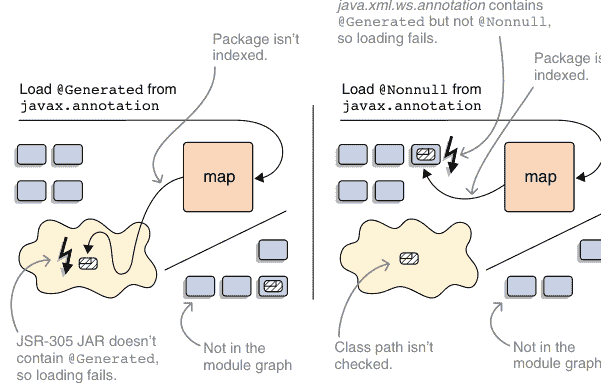 java.xml.ws.annotation contains
@Generated but not @Nonnull,
so loading fails.
Package isn't
indexed.
Package is
indexed.
Load @Generated from
javax.annotation
Load @Nonnull from
javax.annotation
map
map
JSR-305 JAR doesn't
contain @Generated,
so loading fails.
Not in the
module graph
Class path isn't
checked.
Not in the
module graph